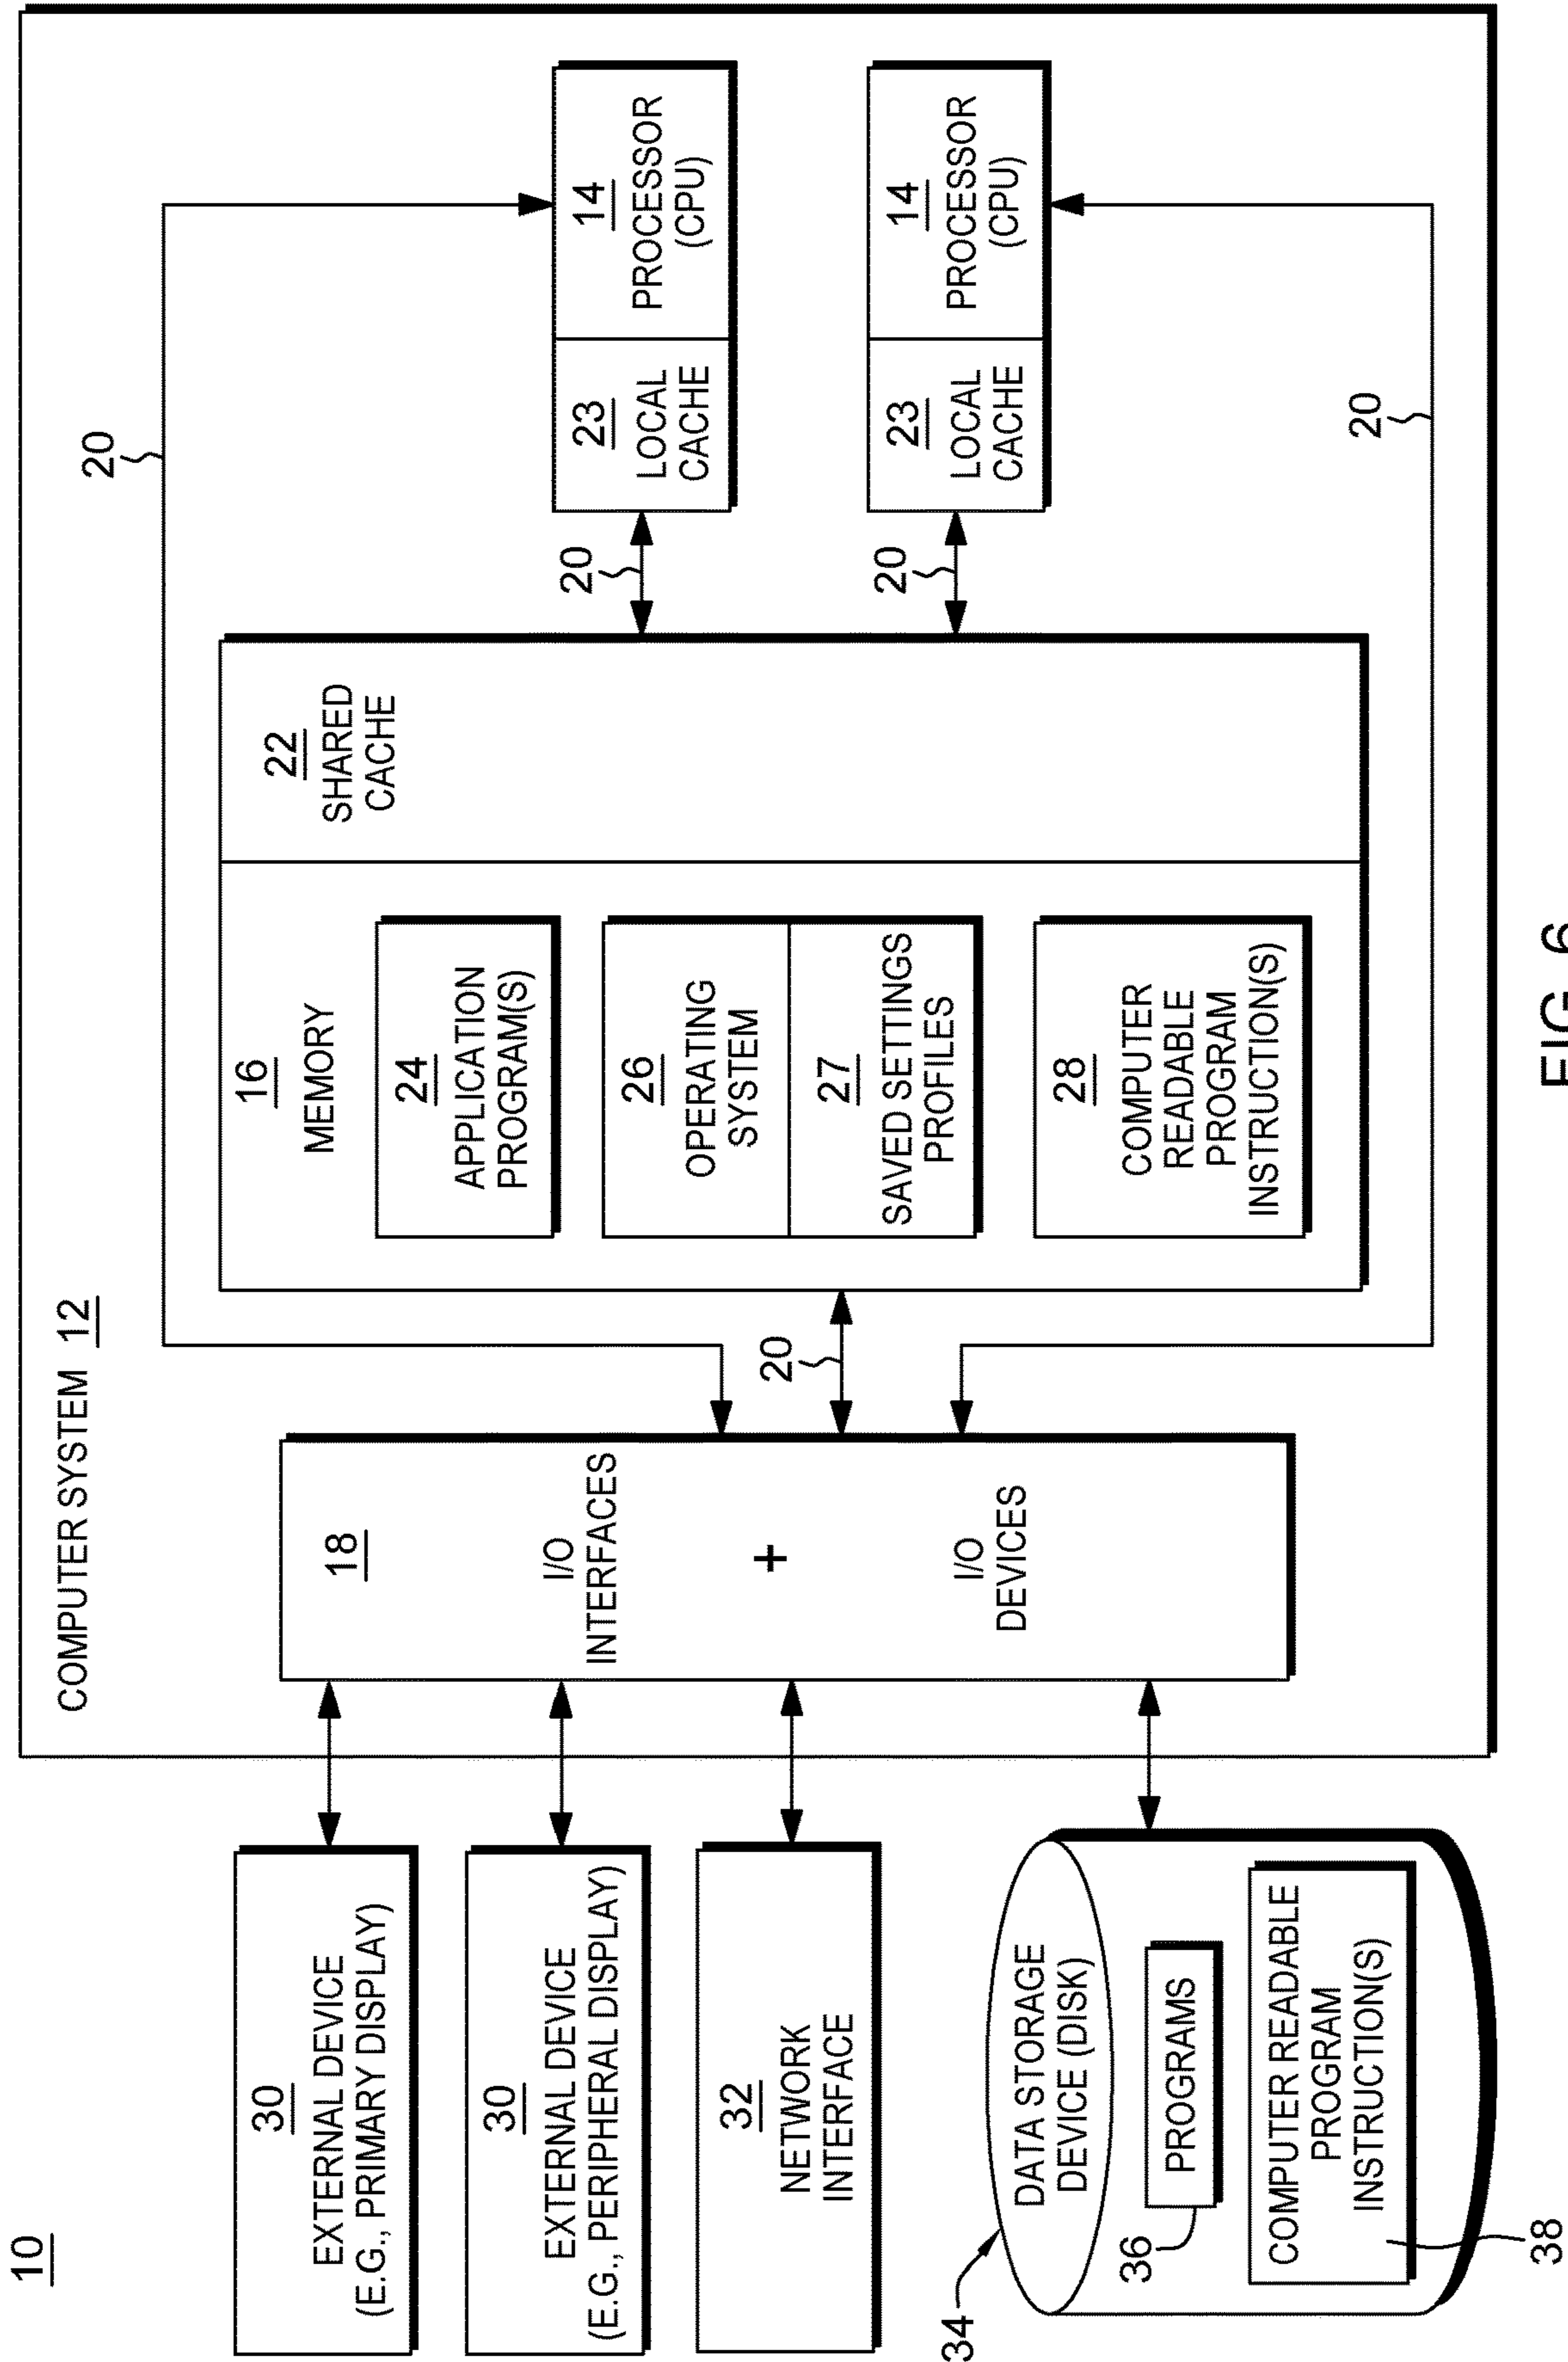 10
COMPUTER SYSTEM 12
30
EXTERNAL DEVICE
(E.G., PRIMARY DISPLAY)
30
EXTERNAL DEVICE
(E.G., PERIPHERAL DISPLAY)
32
NETWORK
INTERFACE
34
DATA STORAGE
DEVICE (DISK)
36
PROGRAMS
COMPUTER READABLE
PROGRAM
INSTRUCTION(S)
38
18
I/O
INTERFACES
+
I/O
DEVICES
20
20
16
MEMORY
24
APPLICATION
PROGRAM(S)
26
OPERATING
SYSTEM
27
SAVED SETTINGS
PROFILES
28
COMPUTER
READABLE
PROGRAM
INSTRUCTION(S)
22
SHARED
CACHE
20
20
20
23
LOCAL
CACHE
14
PROCESSOR
(CPU)
23
LOCAL
CACHE
14
PROCESSOR
(CPU)
FIG. 6